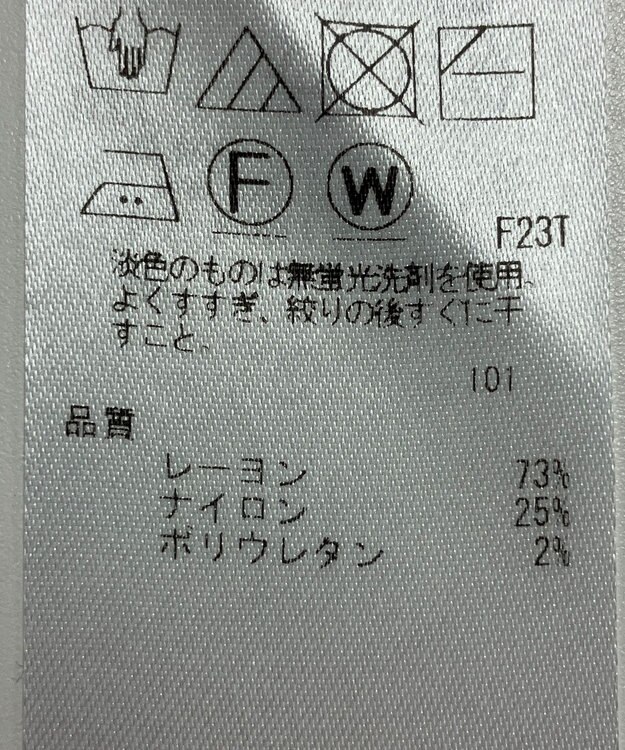 F
W
F23T
淡色のものは無蛍光洗剤を使用、
よくすすぎ、絞りの後すぐに干
すこと、
101
品質
レーヨン 73%
ナイロン 25%
ポリウレタン 2%